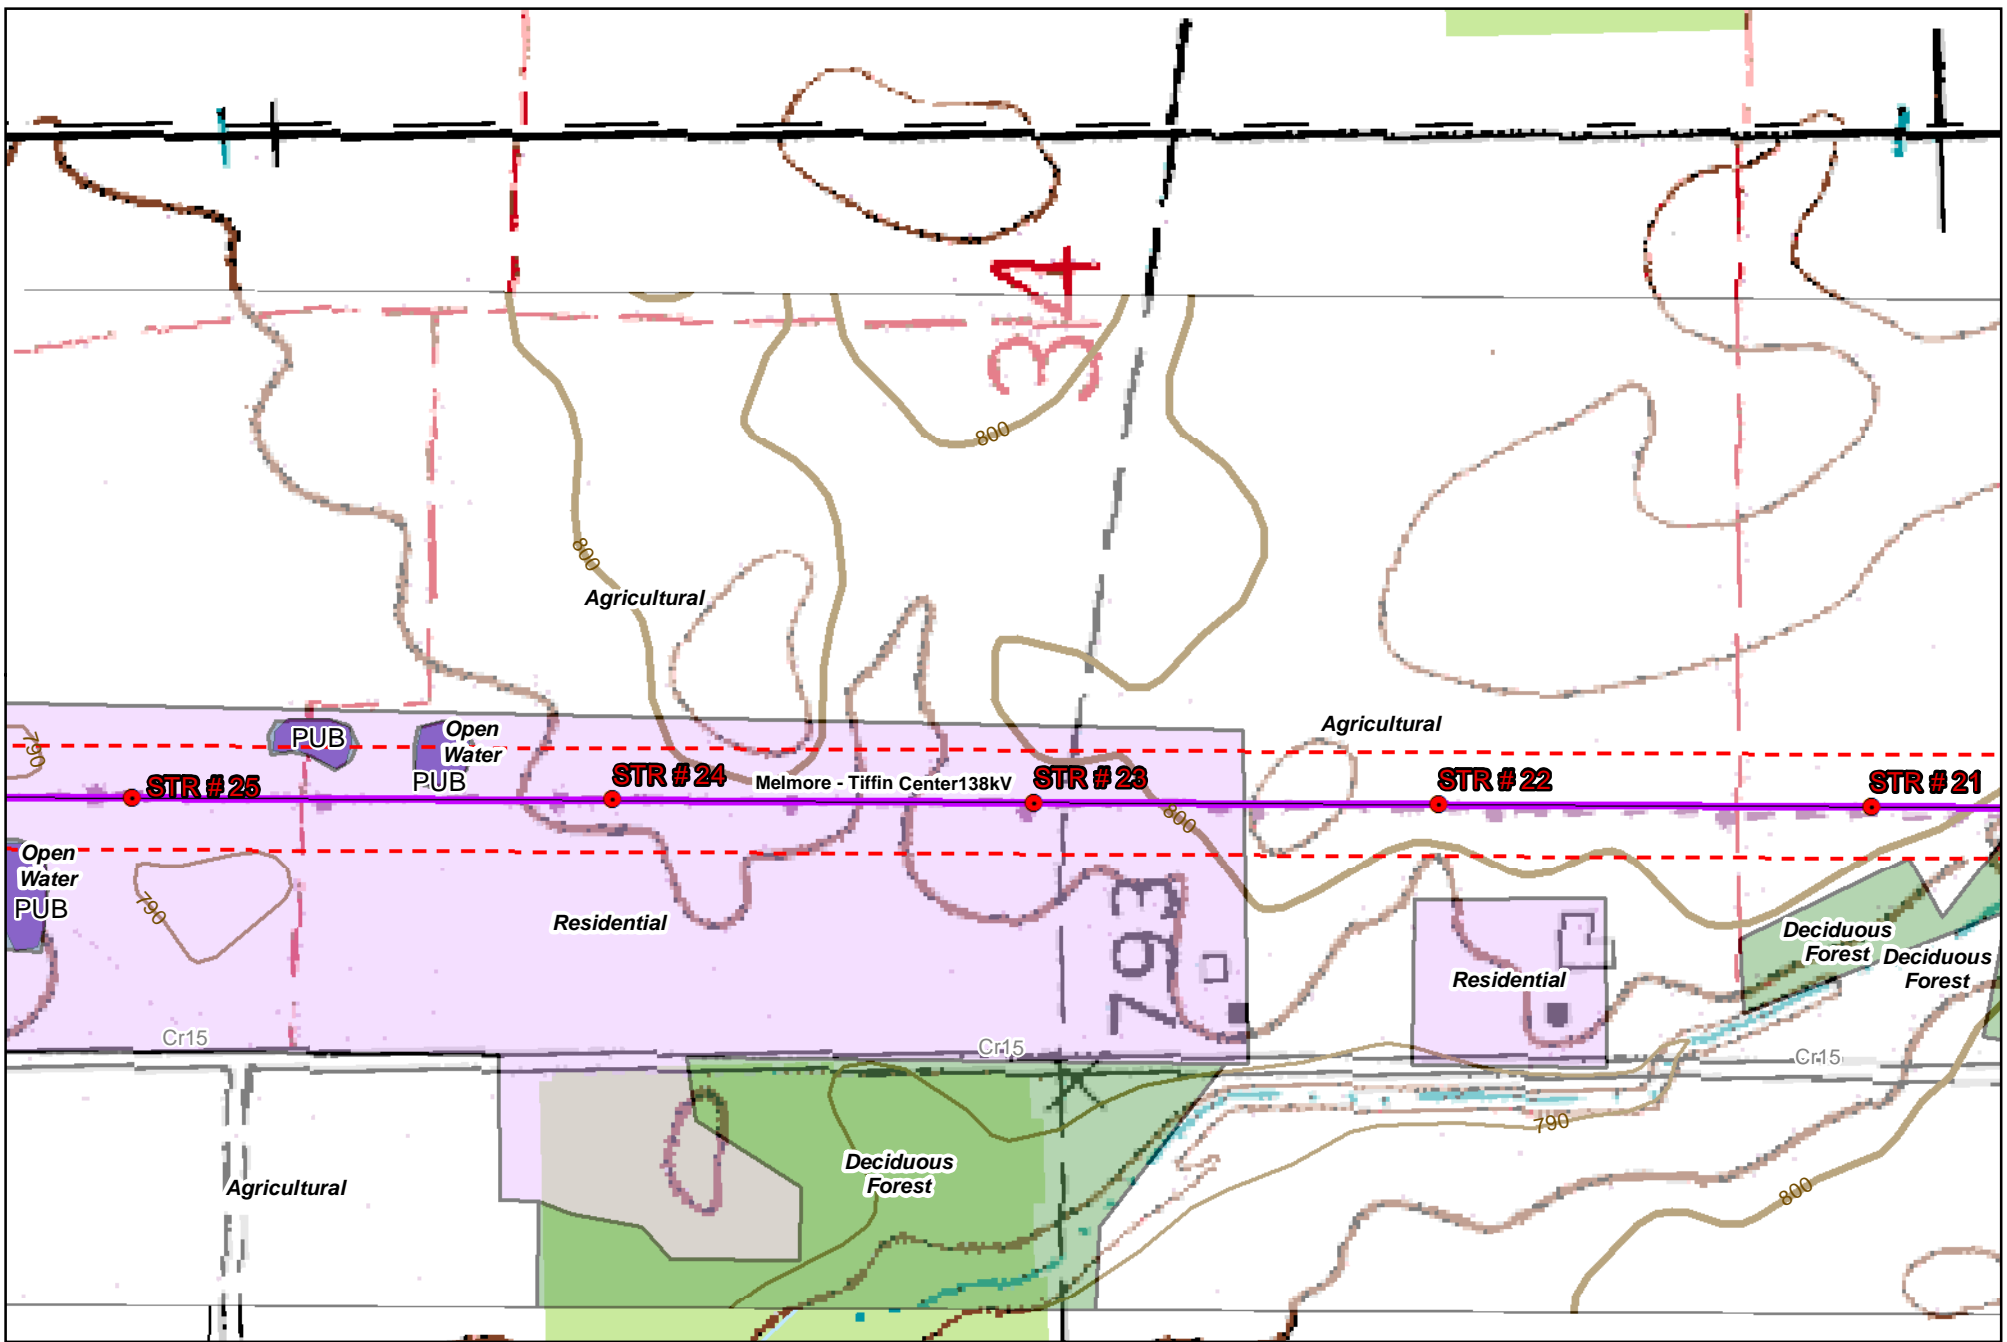 34
800
800
Agricultural
Agricultural
PUB
Open
Water
PUB
790
STR # 25
STR # 24
Melmore - Tiffin Center138kV
STR # 23
STR # 22
STR # 21
800
Open
Water
PUB
790
Residential
793
Residential
Deciduous
Forest
Deciduous
Forest
Cr15
Cr15
Cr15
790
Deciduous
Forest
Agricultural
800